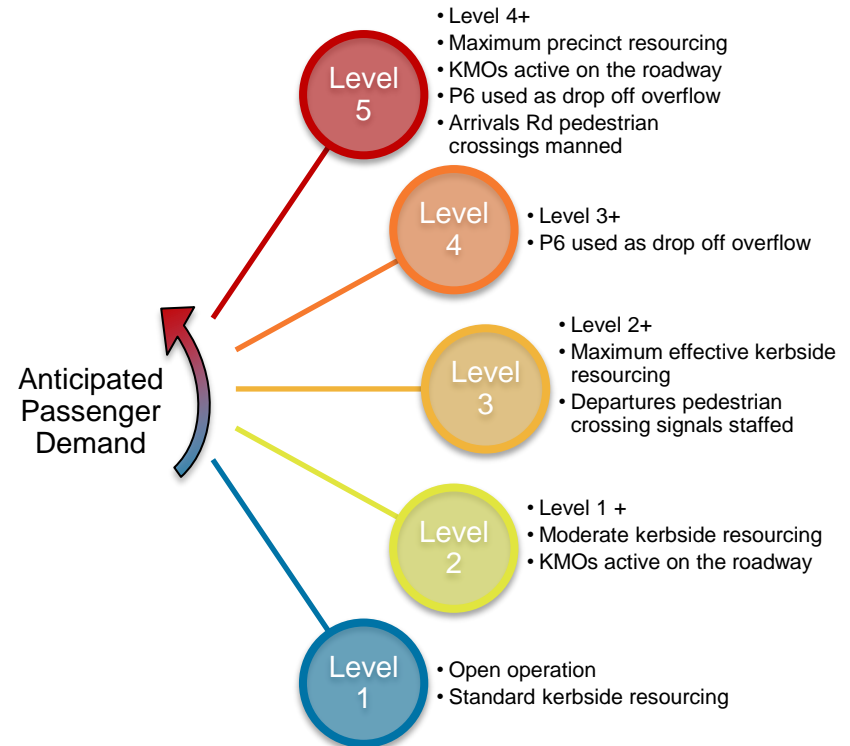 Level
5
• Level 4+
• Maximum precinct resourcing
• KMOs active on the roadway
• P6 used as drop off overflow
• Arrivals Rd pedestrian
crossings manned
Level
4
• Level 3+
• P6 used as drop off overflow
Anticipated
Passenger
Demand
Level
3
• Level 2+
• Maximum effective kerbside
resourcing
• Departures pedestrian
crossing signals staffed
Level
2
• Level 1 +
• Moderate kerbside resourcing
• KMOs active on the roadway
Level
1
• Open operation
• Standard kerbside resourcing